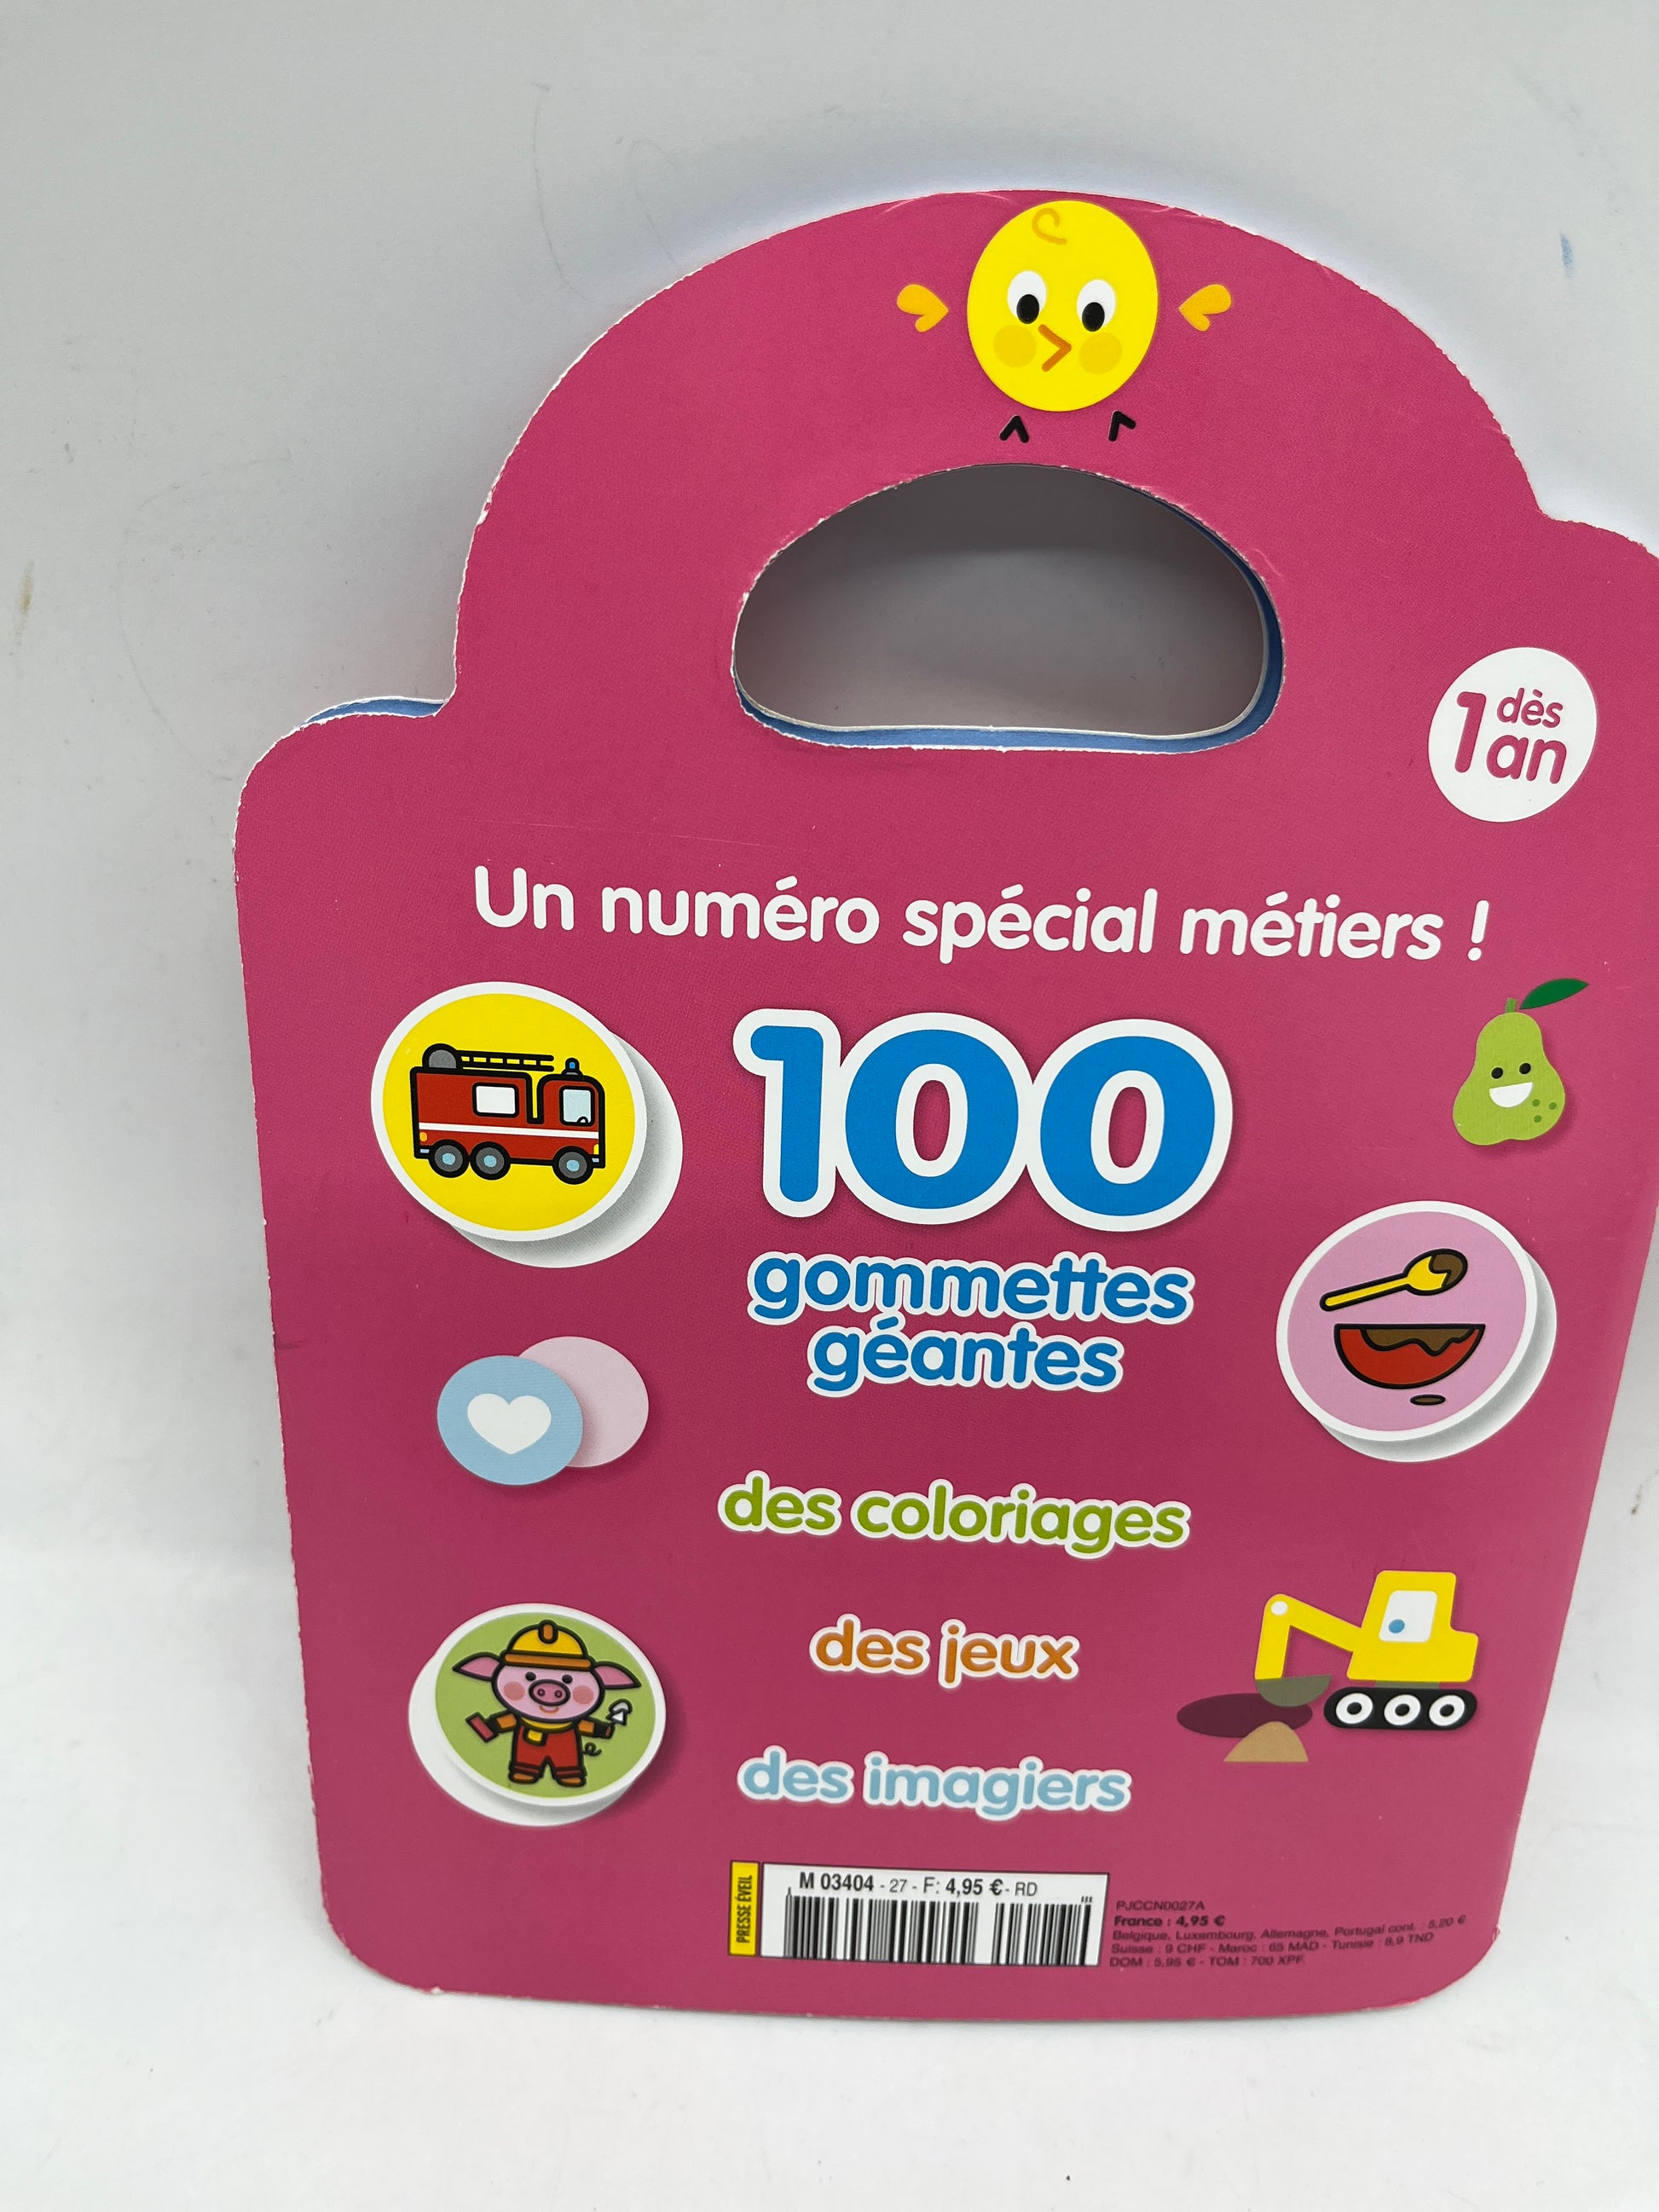 dès
1 an
Un numéro spécial métiers !
100
gommettes
géantes
des coloriages
des jeux
des imagiers
PRESSE ÉVEIL
M 03404 - 27 - F: 4,95 € - RD
PJCCN0027A
France : 4,95 €
Belgique, Luxembourg, Allemagne, Portugal cont. : 5,20 €
Suisse : 9 CHF - Maroc : 65 MAD - Tunisie : 8,9 TND
DOM : 5,95 € - TOM : 700 XPF.